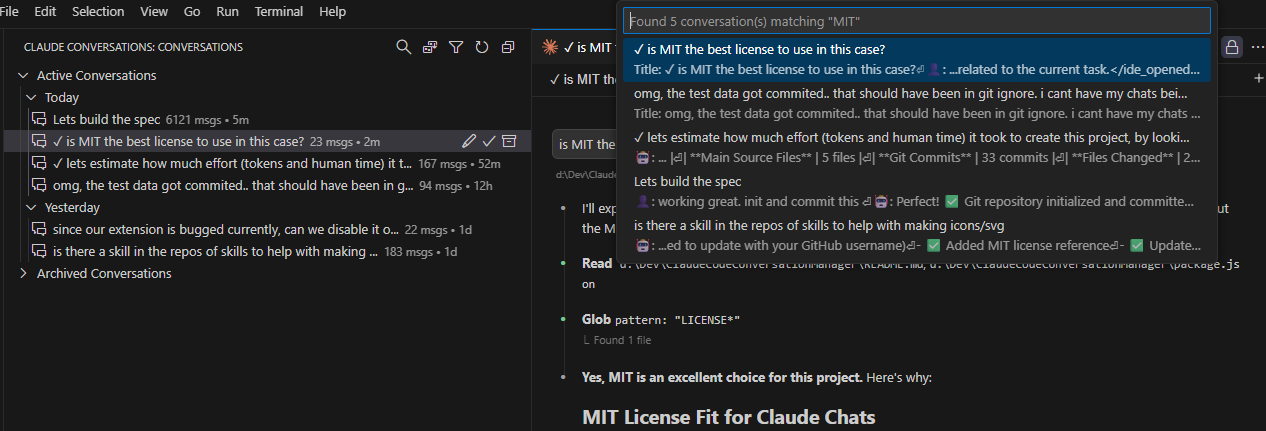 File Edit Selection View Go Run Terminal Help
CLAUDE CONVERSATIONS: CONVERSATIONS
Active Conversations
Today
Lets build the spec 6121 msgs • 5m
✓ is MIT the best license to use in this case? 23 msgs • 2m
✓ lets estimate how much effort (tokens and human time) it t... 167 msgs • 52m
omg, the test data got commited.. that should have been in g... 94 msgs • 12h
Yesterday
since our extension is bugged currently, can we disable it o... 22 msgs • 1d
is there a skill in the repos of skills to help with making ... 183 msgs • 1d
Archived Conversations
Found 5 conversation(s) matching "MIT"
✓ is MIT the best license to use in this case?
Title: ✓ is MIT the best license to use in this case?⏎ 👤: ...related to the current task.</ide_opened...
omg, the test data got commited.. that should have been in git ignore. i cant have my chats bei...
Title: omg, the test data got commited.. that should have been in git ignore. i cant have my chats ...
✓ lets estimate how much effort (tokens and human time) it took to create this project, by looki...
🤖: ... |⏎| **Main Source Files** | 5 files |⏎| **Git Commits** | 33 commits |⏎| **Files Changed** | 2...
Lets build the spec
👤: working great. init and commit this ⏎ 🤖: Perfect! ✅ Git repository initialized and committe...
is there a skill in the repos of skills to help with making icons/svg
🤖: ...ed to update with your GitHub username)⏎- ✅ Added MIT license reference⏎- ✅ Update...
✓ is MIT t
✓ is MIT the
is MIT the
d:\Dev\Claude
I'll exp
ut
the M
Read d:\Dev\ClaudeCodeConversationManager\README.md, d:\Dev\ClaudeCodeConversationManager\package.js
on
Glob pattern: "LICENSE*"
└ Found 1 file
Yes, MIT is an excellent choice for this project. Here's why:
MIT License Fit for Claude Chats